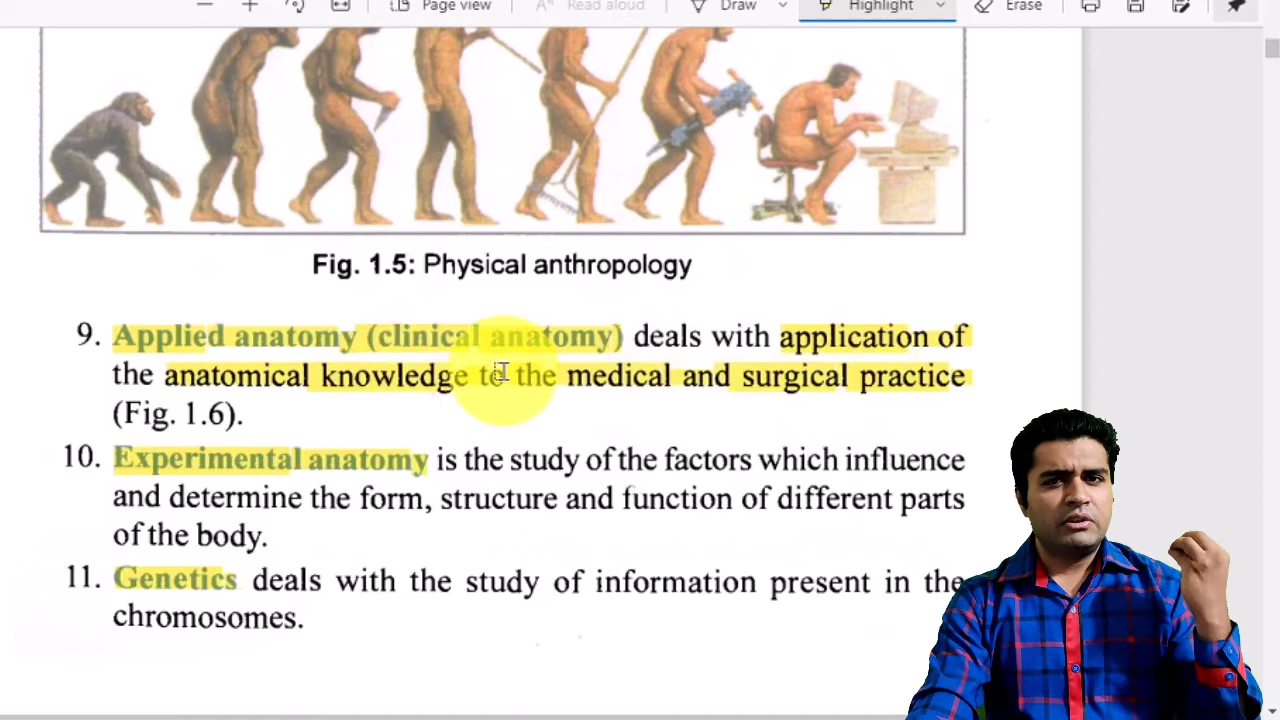 Page view
Read aloud
Draw
Highlight
Erase
Fig. 1.5: Physical anthropology
9. Applied anatomy (clinical anatomy) deals with application of
the anatomical knowledge to the medical and surgical practice
(Fig. 1.6).
10. Experimental anatomy is the study of the factors which influence
and determine the form, structure and function of different parts
of the body.
11. Genetics deals with the study of information present in the
chromosomes.